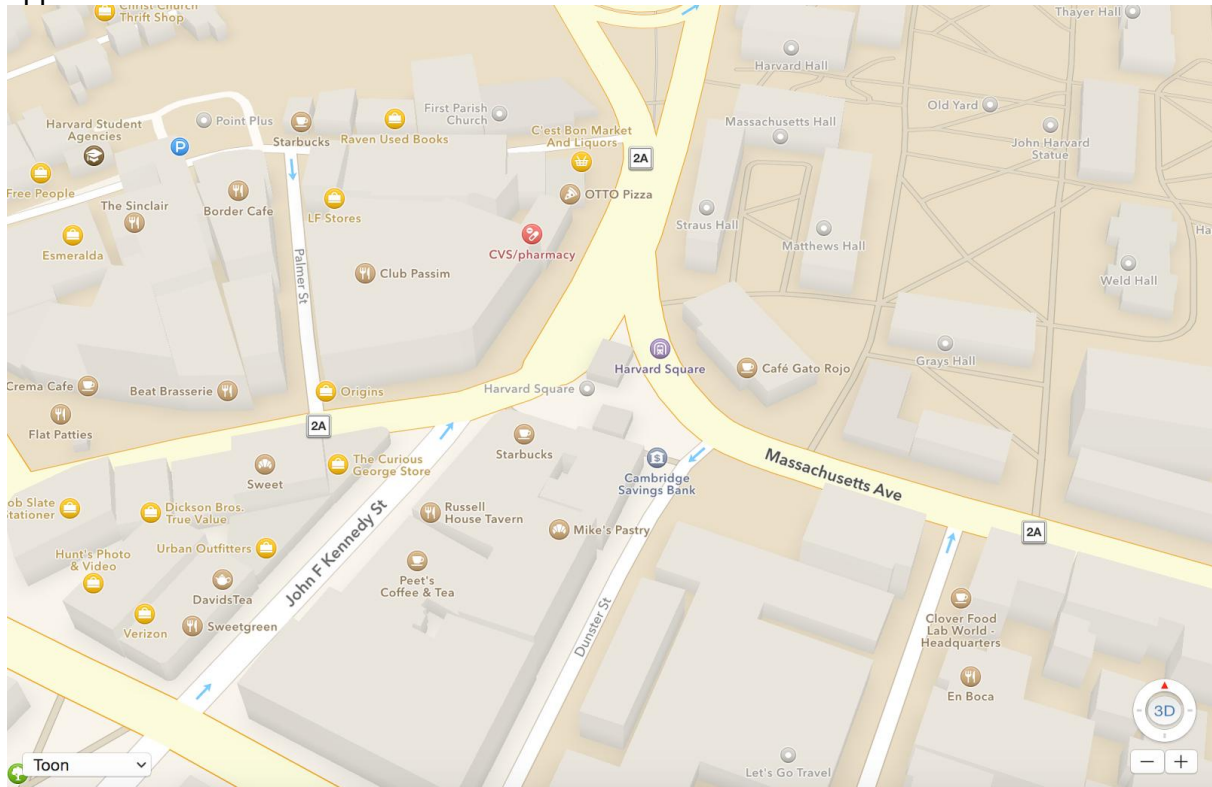 Christ Church
Thrift Shop
Thayer Hall
Harvard Hall
Old Yard
Harvard Student
Agencies
Point Plus
Starbucks
Raven Used Books
First Parish
Church
C'est Bon Market
And Liquors
2A
Massachusetts Hall
John Harvard
Statue
P
Free People
The Sinclair
Border Cafe
LF Stores
OTTO Pizza
Straus Hall
Matthews Hall
Ha
Esmeralda
Palmer St
Club Passim
CVS/pharmacy
Weld Hall
Harvard Square
Café Gato Rojo
Grays Hall
Crema Cafe
Beat Brasserie
Origins
Harvard Square
Flat Patties
2A
Starbucks
Sweet
The Curious
George Store
Cambridge
Savings Bank
Massachusetts Ave
ob Slate
Stationer
Dickson Bros.
True Value
Russell
House Tavern
Mike's Pastry
2A
Hunt's Photo
& Video
Urban Outfitters
John F Kennedy St
Peet's
Coffee & Tea
DavidsTea
Verizon
Sweetgreen
Dunster St
Clover Food
Lab World -
Headquarters
En Boca
3D
Toon
Let's Go Travel